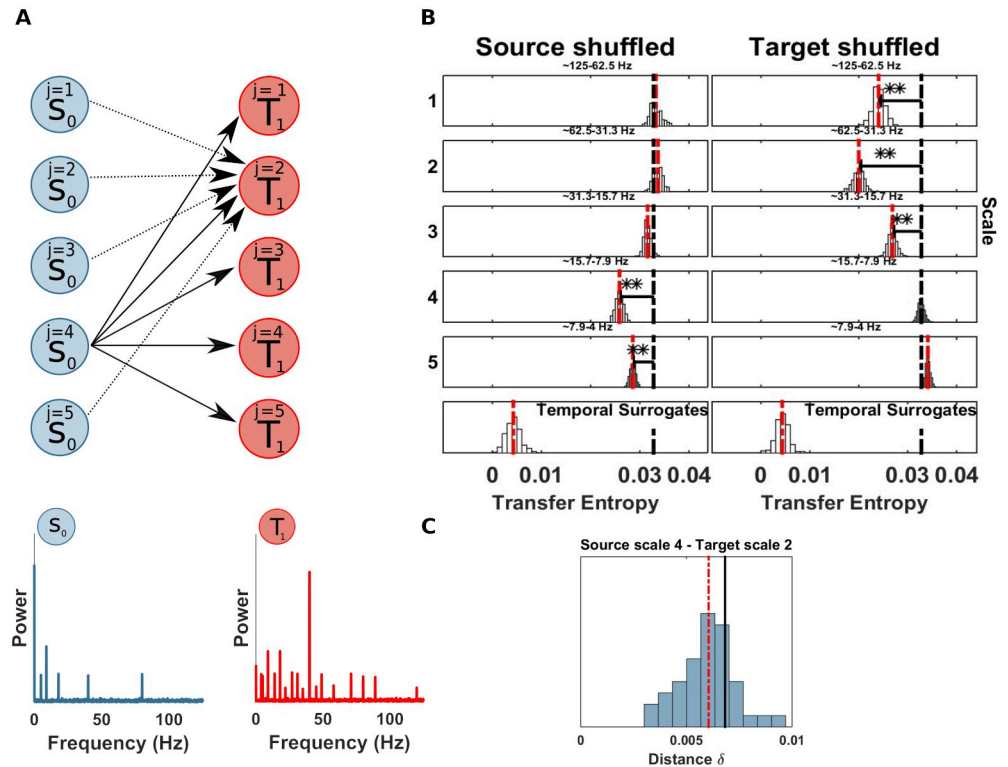 A
j=1
S0
j=2
S0
j=3
S0
j=4
S0
j=5
S0
j=1
T1
j=2
T1
j=3
T1
j=4
T1
j=5
T1
S0
Power
0 100
Frequency (Hz)
T1
Power
0 50 100
Frequency (Hz)
B
Source shuffled
Target shuffled
~125-62.5 Hz
~125-62.5 Hz
1
**
~62.5-31.3 Hz
~62.5-31.3 Hz
2
**
~31.3-15.7 Hz
~31.3-15.7 Hz
3
**
~15.7-7.9 Hz
~15.7-7.9 Hz
4
**
~7.9-4 Hz
~7.9-4 Hz
5
**
Scale
Temporal Surrogates
Temporal Surrogates
0 0.01 0.03 0.04
0 0.01 0.03 0.04
Transfer Entropy
Transfer Entropy
C
Source scale 4 - Target scale 2
0 0.005 0.01
Distance δ